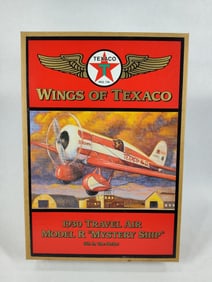 TEXACO
WINGS OF TEXACO
1930 TRAVEL AIR
MODEL R "MYSTERY SHIP"